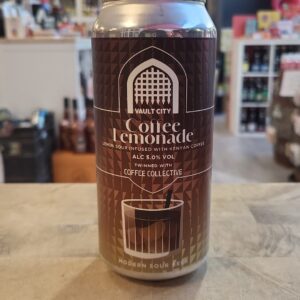 VAULT CITY
Coffee
Lemonade
LEMON SOUR INFUSED WITH KENYAN COFFEE
ALC 5.0% VOL
TWINNED WITH
COFFEE COLLECTIVE
MODERN SOUR BEER